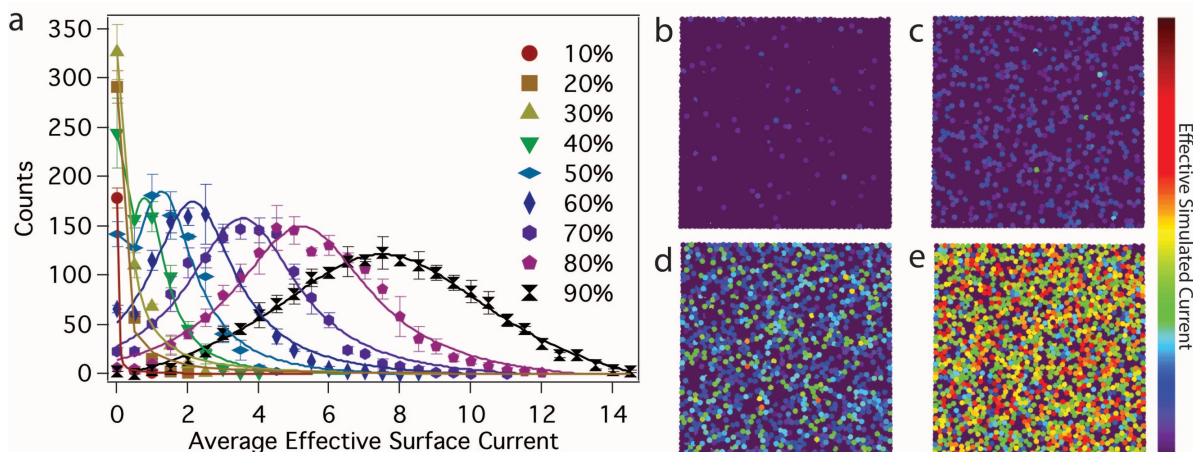 a
350
300
250
200
150
100
50
0
Counts
0 2 4 6 8 10 12 14
Average Effective Surface Current
10%
20%
30%
40%
50%
60%
70%
80%
90%
b
c
d
e
Effective Simulated Current